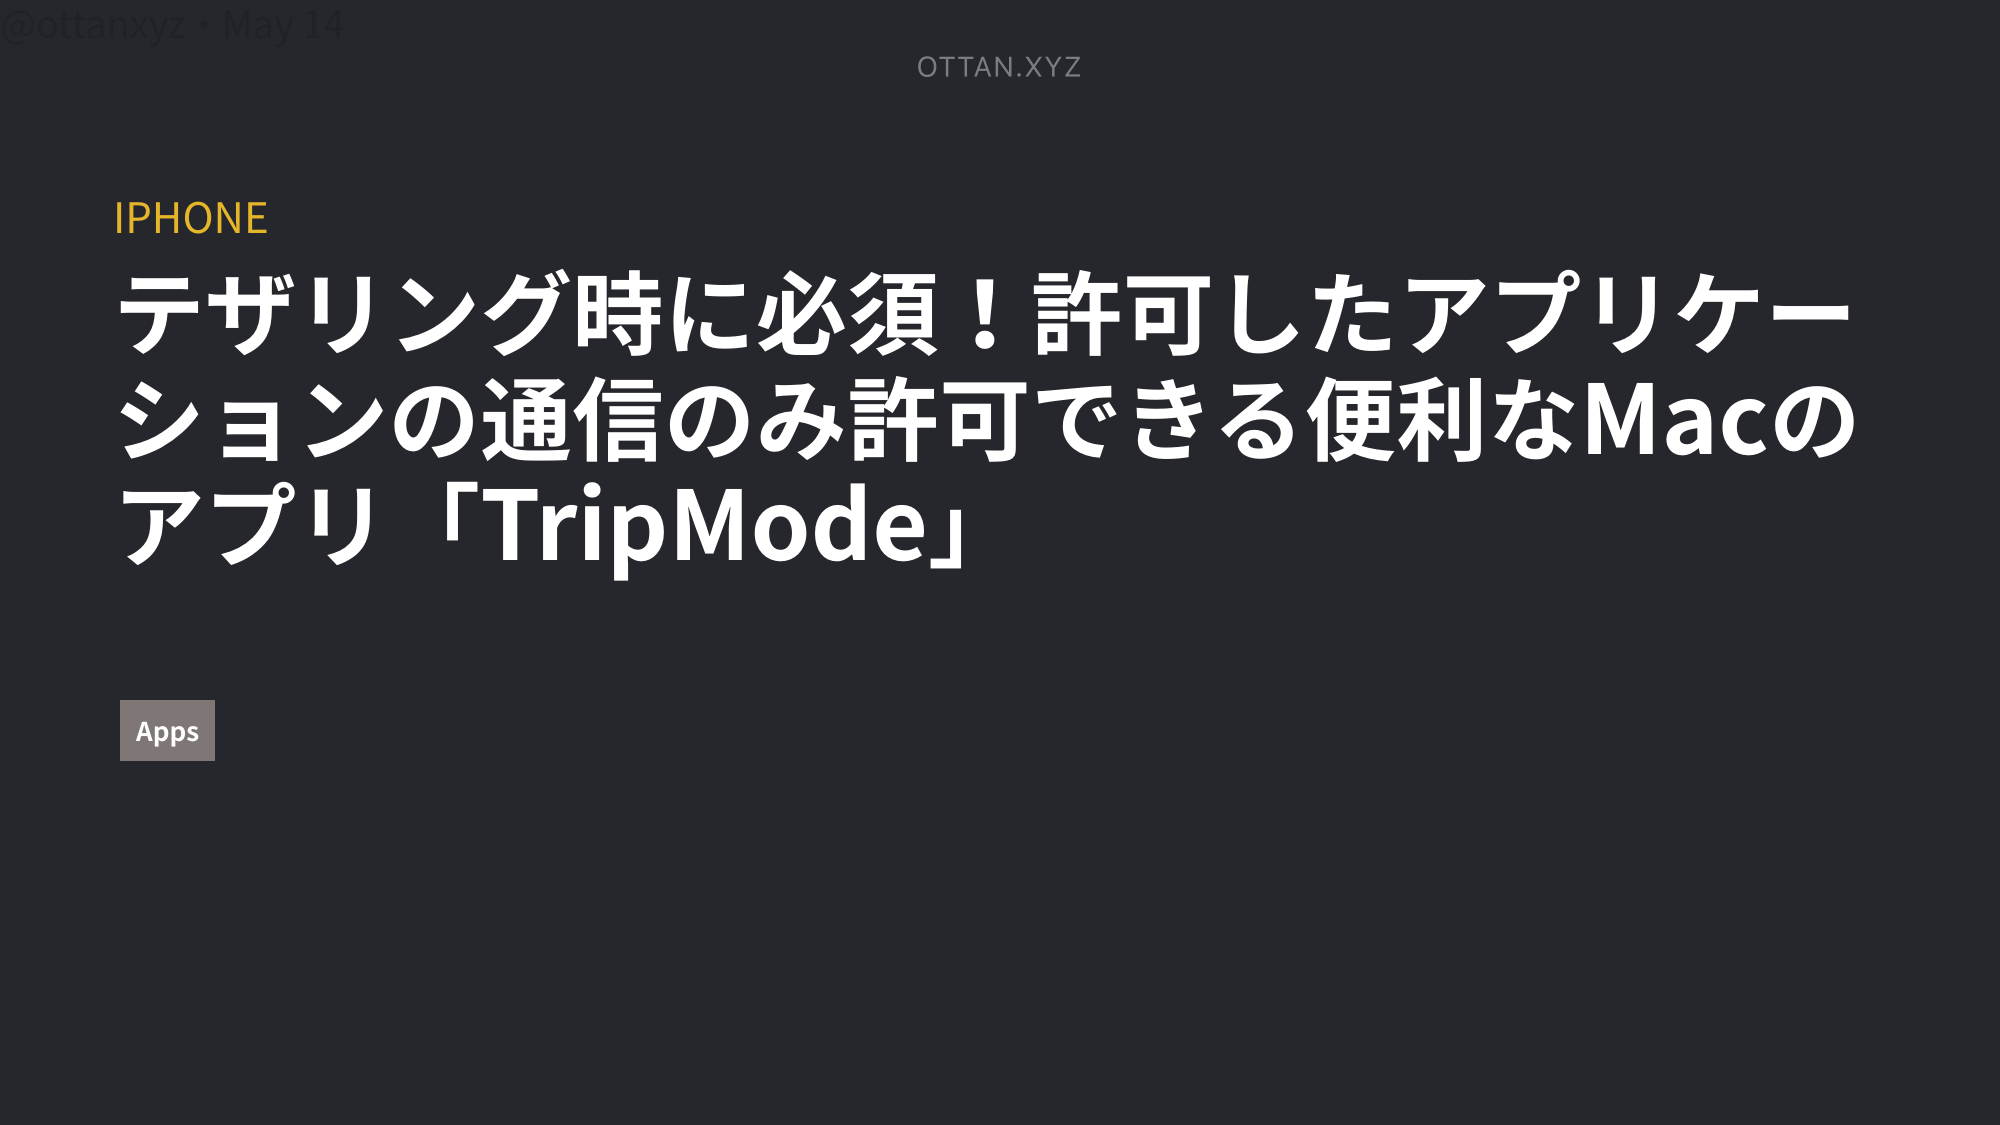 @ottanxyz・May 14
OTTAN.XYZ
IPHONE
テザリング時に必須！許可したアプリケー
ションの通信のみ許可できる便利なMacの
アプリ「TripMode」
Apps